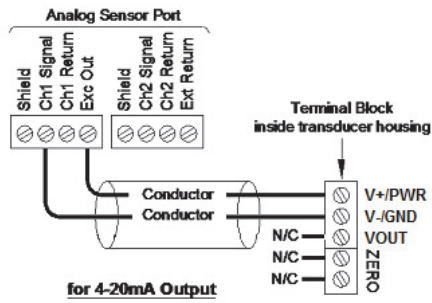 Analog Sensor Port
Shield
Ch1 Signal
Ch1 Return
Exc Out
Shield
Ch2 Signal
Ch2 Return
Ext Return
Terminal Block
inside transducer housing
Conductor
Conductor
V+/PWR
V-/GND
N/C
VOUT
N/C
N/C
ZERO
for 4-20mA Output